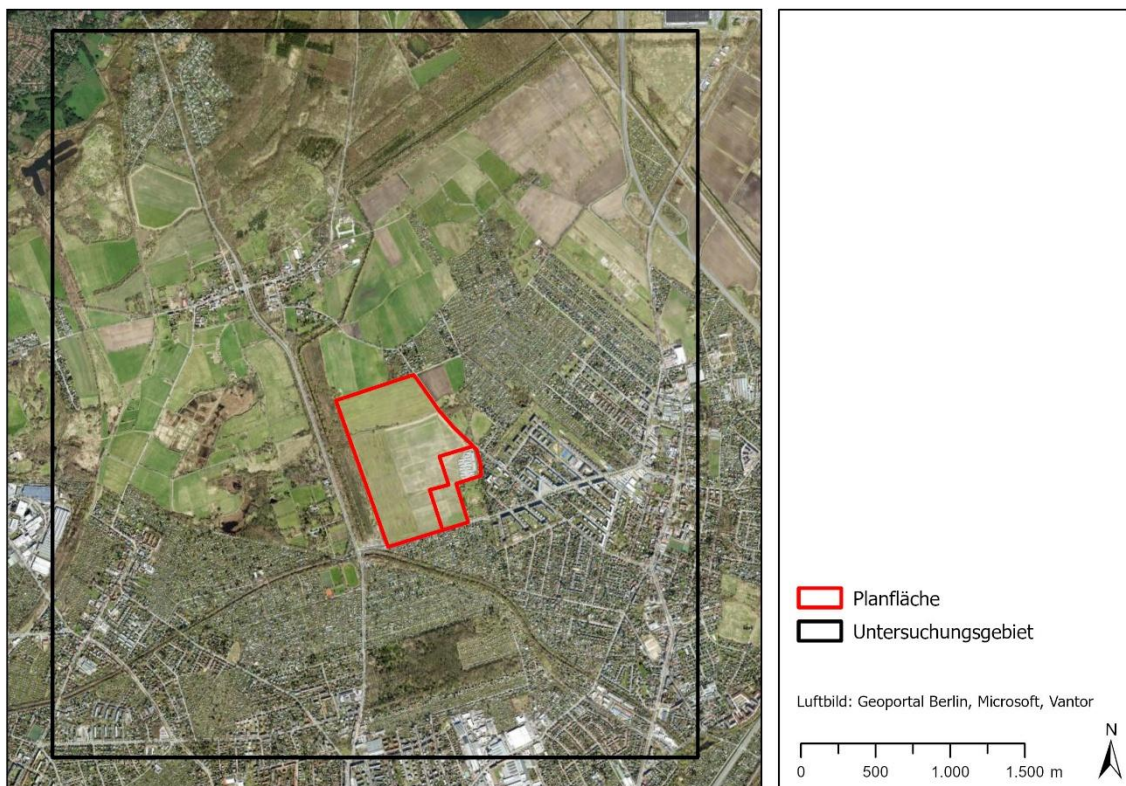 Planfläche
Untersuchungsgebiet
Luftbild: Geoportal Berlin, Microsoft, Vantor
N
0 500 1.000 1.500 m